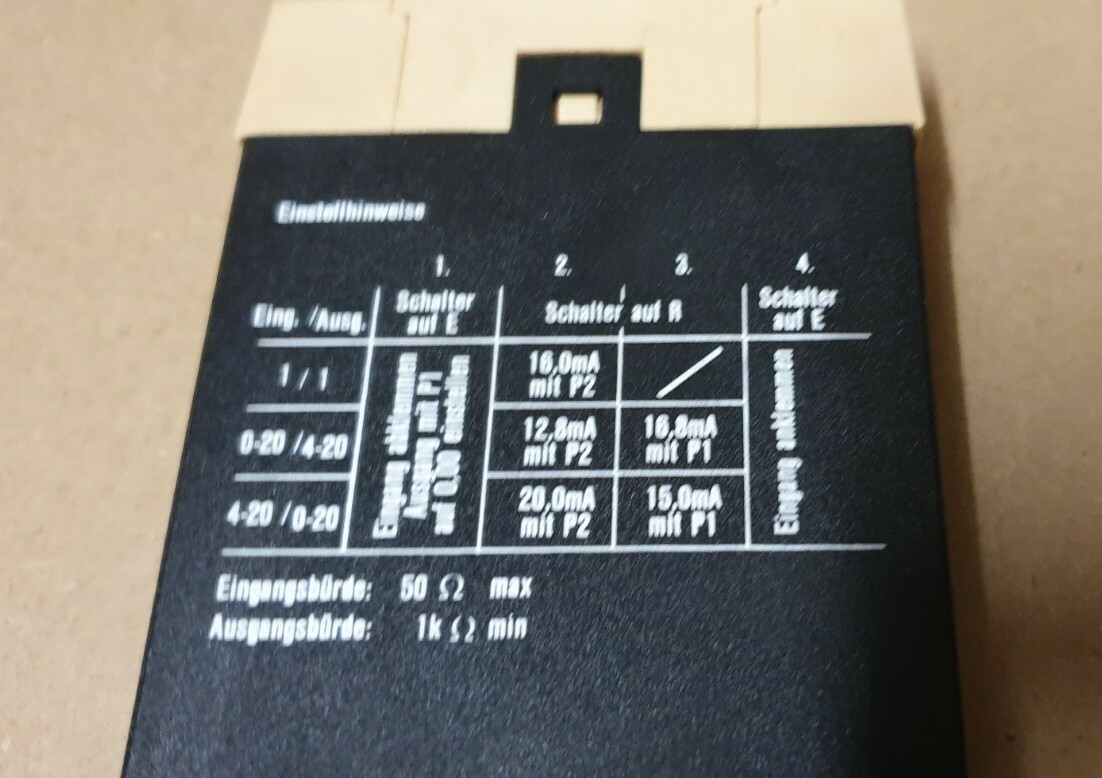 Einstellhinweise
1. 2. 3. 4.
Eing. /Ausg. Schalter auf E Schalter auf R Schalter auf E
1 / 1
16,0mA
mit P2
0-20 /4-20
12,8mA
mit P2
16,8mA
mit P1
4-20 /0-20
20,0mA
mit P2
15,0mA
mit P1
Eingang abklemmen
Ausgang mit P1
auf 0,00 einstellen
Eingang anklemmen
Eingangsbürde: 50 Ω max
Ausgangsbürde: 1k Ω min